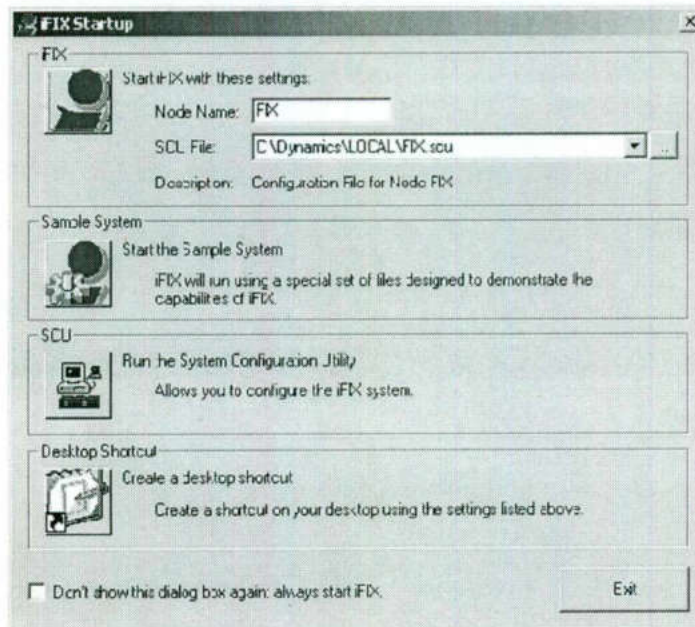 iFIX Startup
iFIX
Start iFIX with these settings:
Node Name: FIX
SCU File: C:\Dynamics\LOCAL\FIX.scu
Description: Configuration File for Node FIX
Sample System
Start the Sample System
iFIX will run using a special set of files designed to demonstrate the
capabilities of iFIX.
SCU
Run the System Configuration Utility
Allows you to configure the iFIX system.
Desktop Shortcut
Create a desktop shortcut
Create a shortcut on your desktop using the settings listed above.
Don't show this dialog box again: always start iFIX.
Exit